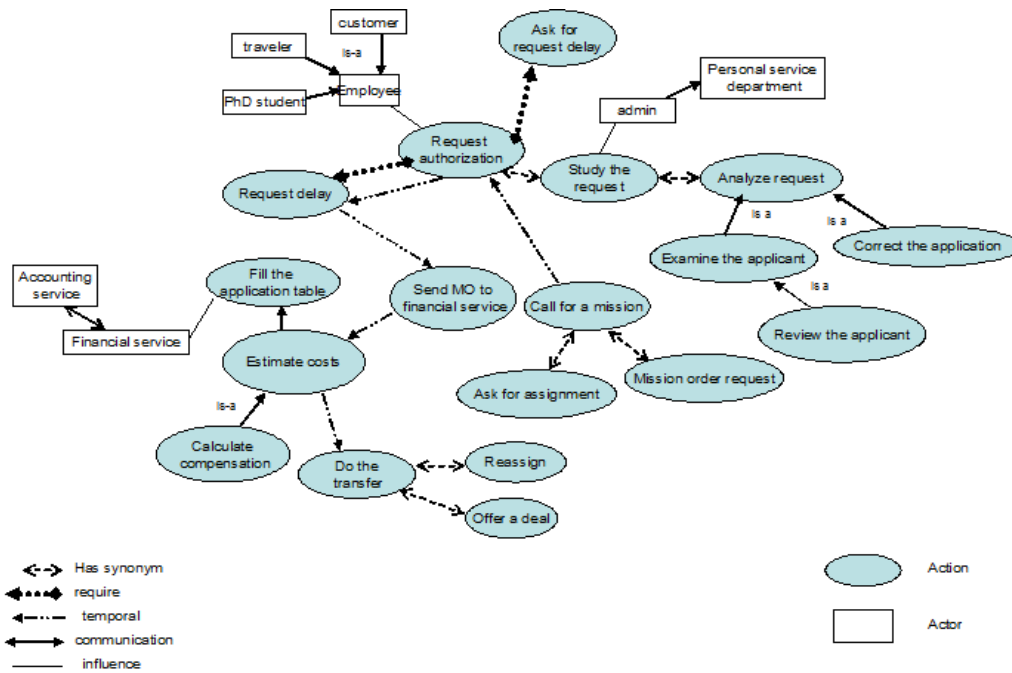 customer
Ask for
request delay
traveler
Is-a
Personal service
department
PhD student
Employee
admin
Request
authorization
Study the
request
Analyze request
Request delay
Is a
Is a
Correct the application
Examine the applicant
Accounting
service
Fill the
application table
Send MO to
financial service
Call for a mission
Is a
Review the applicant
Financial service
Estimate costs
Ask for assignment
Mission order request
Is-a
Calculate
compensation
Do the
transfer
Reassign
Offer a deal
Has synonym
require
temporal
communication
influence
Action
Actor